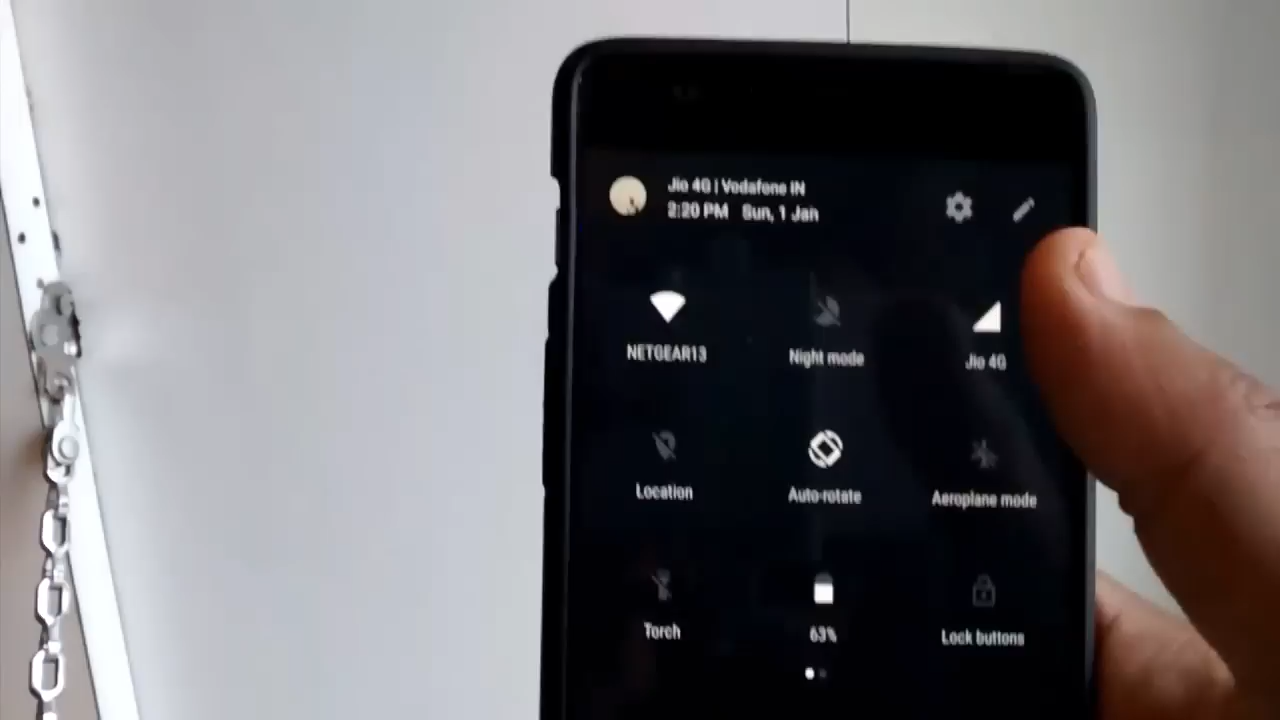 Jio 4G | Vodafone IN
2:20 PM Sun, 1 Jan
NETGEAR13
Night mode
Jio 4G
Location
Auto-rotate
Aeroplane mode
Torch
63%
Lock buttons